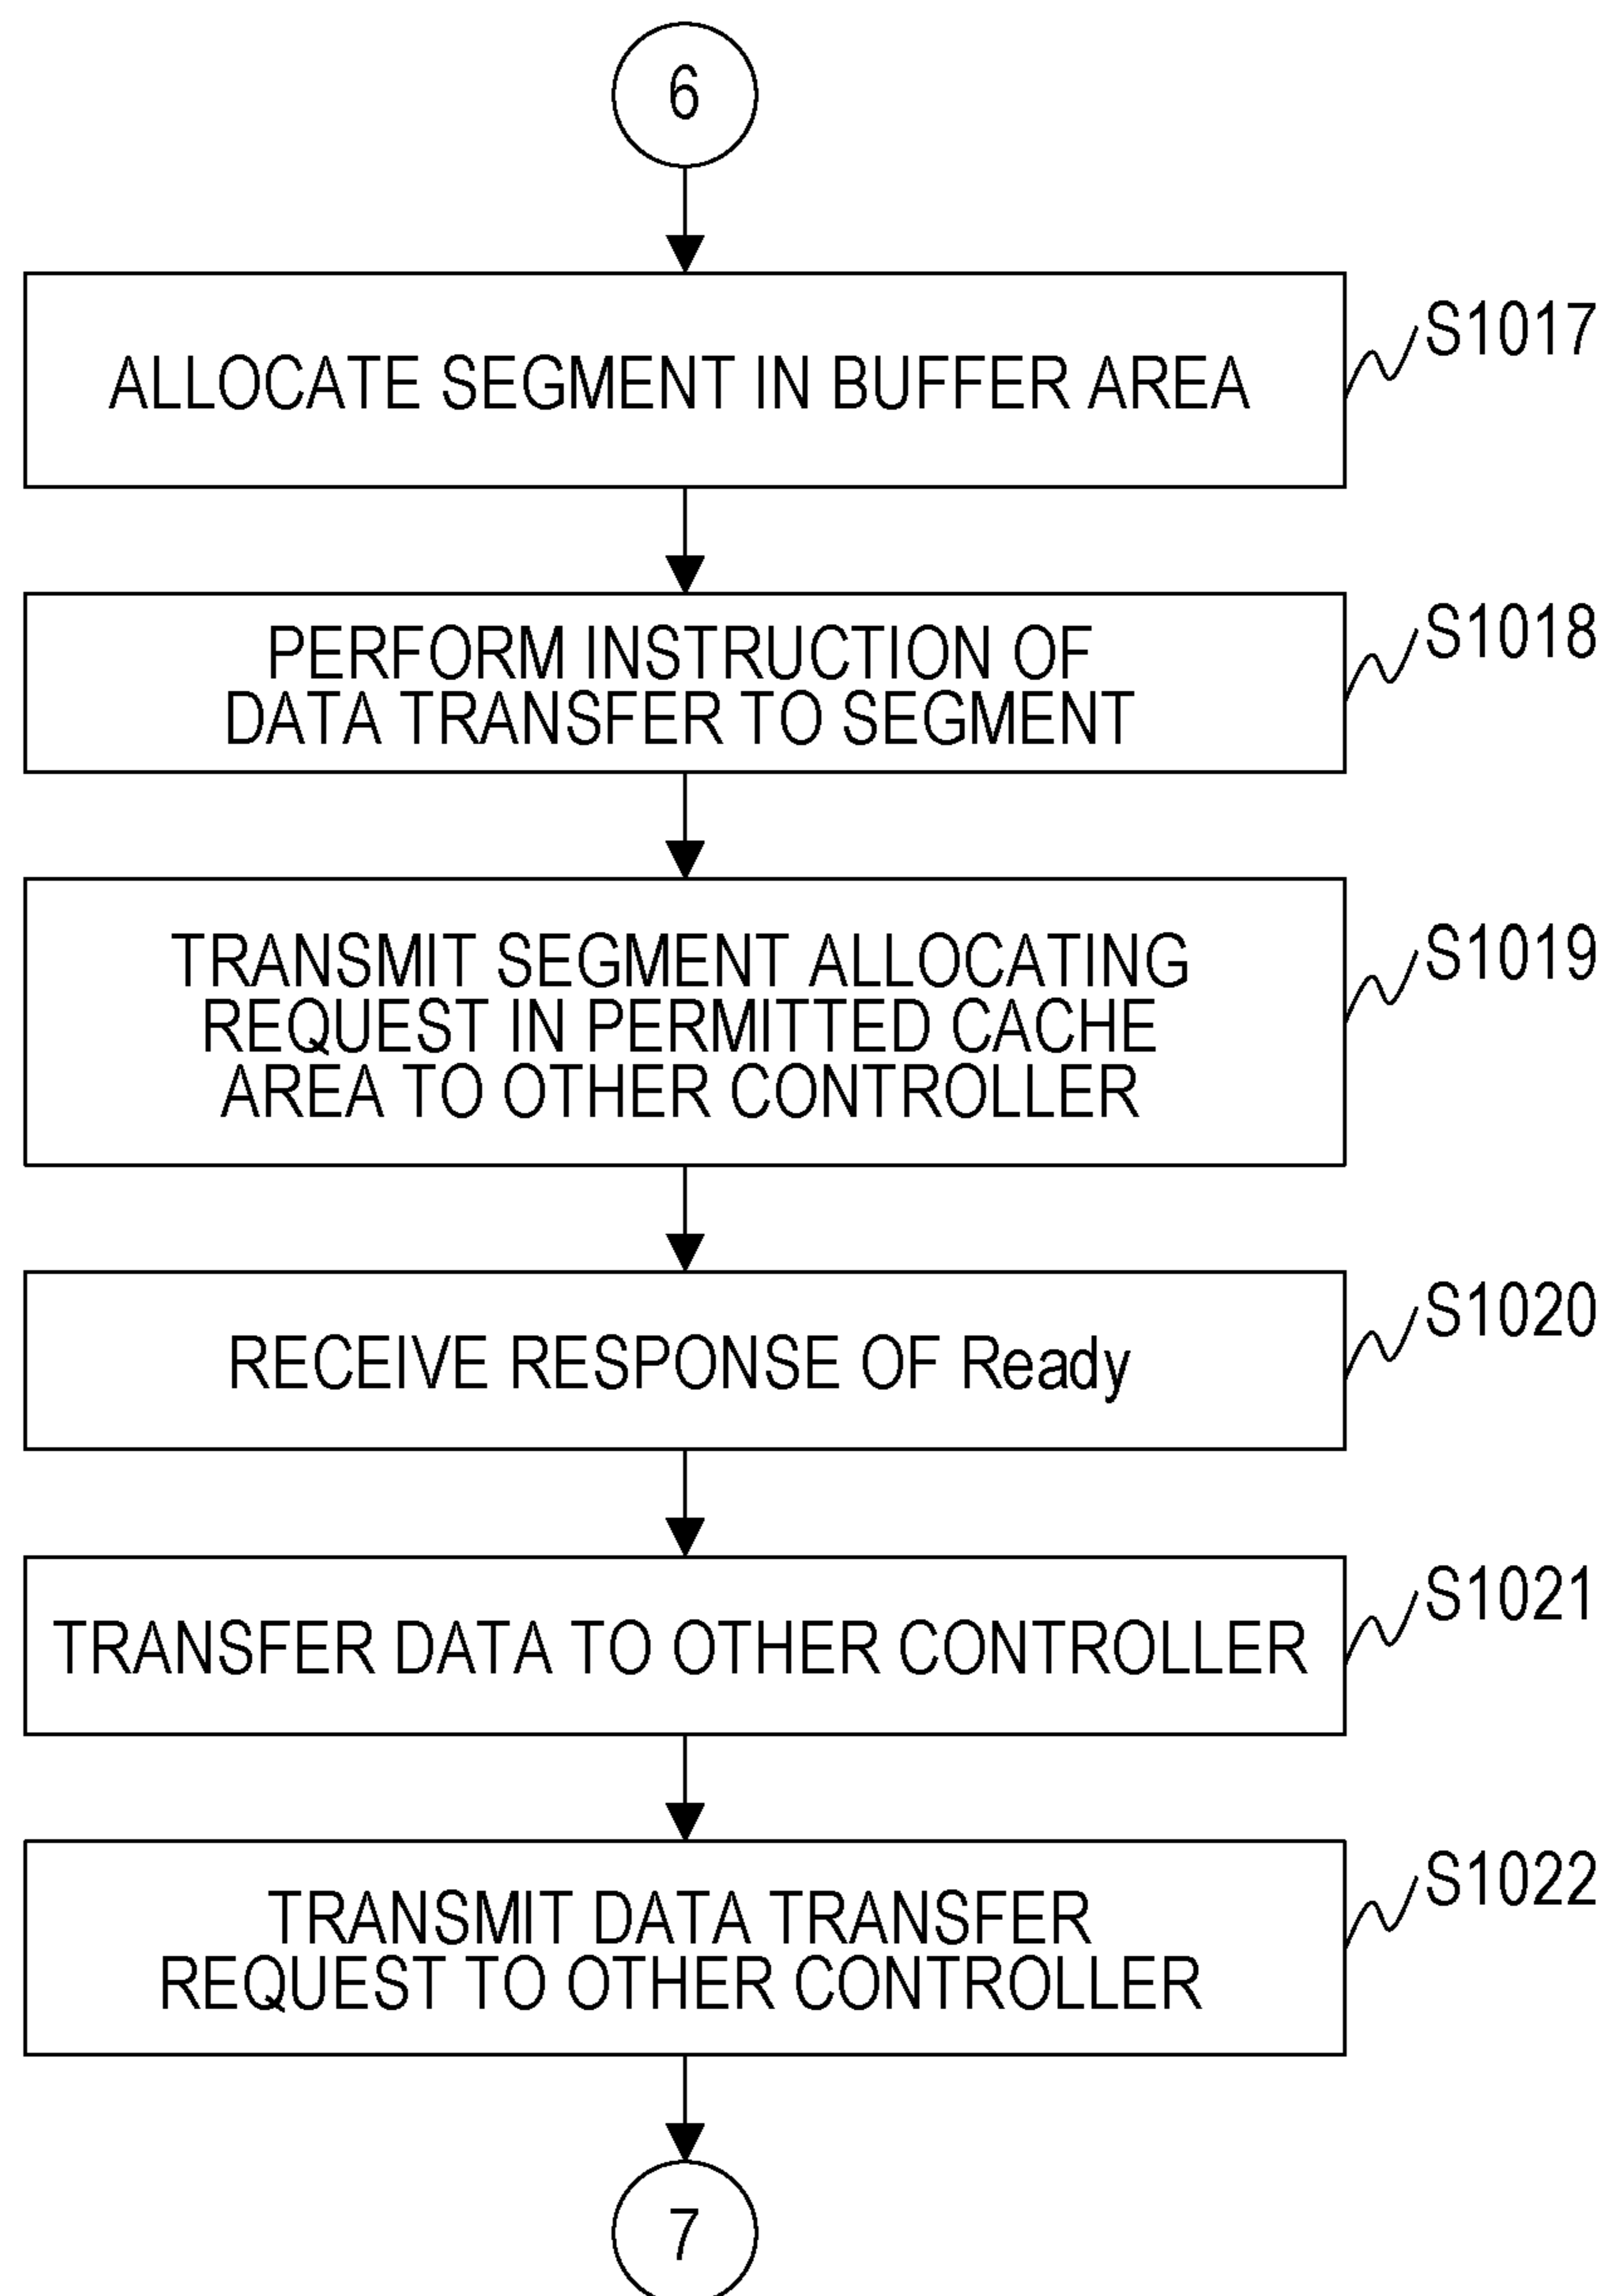 6
ALLOCATE SEGMENT IN BUFFER AREA
S1017
PERFORM INSTRUCTION OF
DATA TRANSFER TO SEGMENT
S1018
TRANSMIT SEGMENT ALLOCATING
REQUEST IN PERMITTED CACHE
AREA TO OTHER CONTROLLER
S1019
RECEIVE RESPONSE OF Ready
S1020
TRANSFER DATA TO OTHER CONTROLLER
S1021
TRANSMIT DATA TRANSFER
REQUEST TO OTHER CONTROLLER
S1022
7